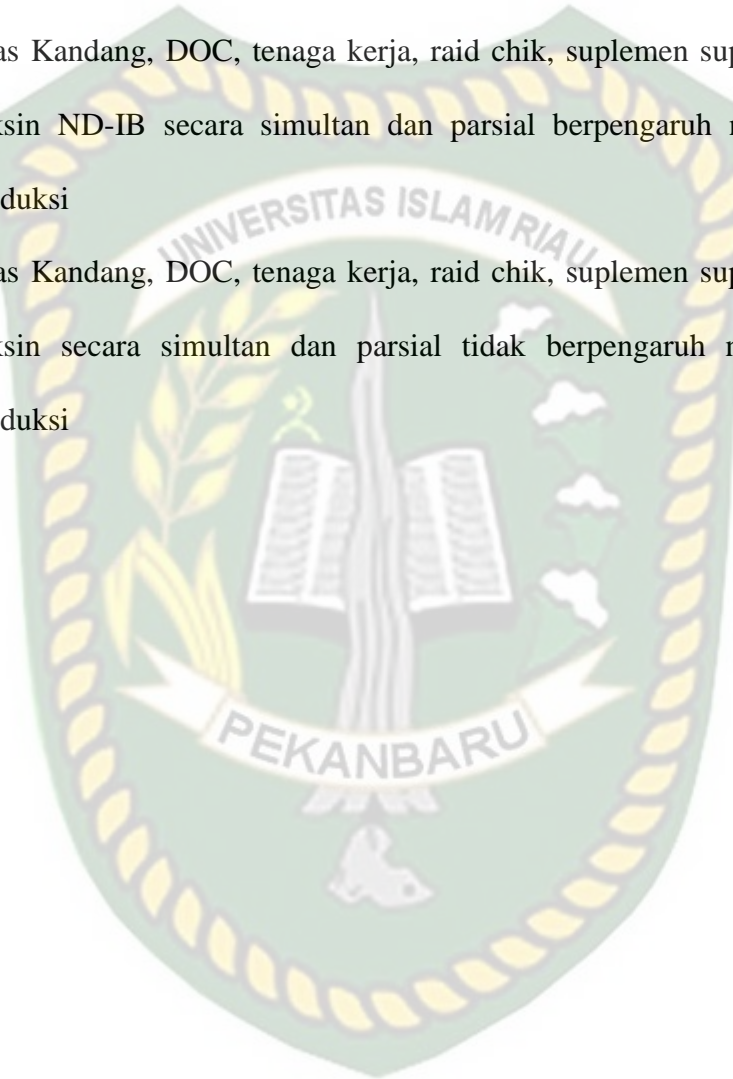 as Kandang, DOC, tenaga kerja, raid chik, suplemen sup
ksin ND-IB secara simultan dan parsial berpengaruh
duksi
UNIVERSITAS ISLAM RIAU
as Kandang, DOC, tenaga kerja, raid chik, suplemen sup
ksin secara simultan dan parsial tidak berpengaruh
duksi
PEKANBARU